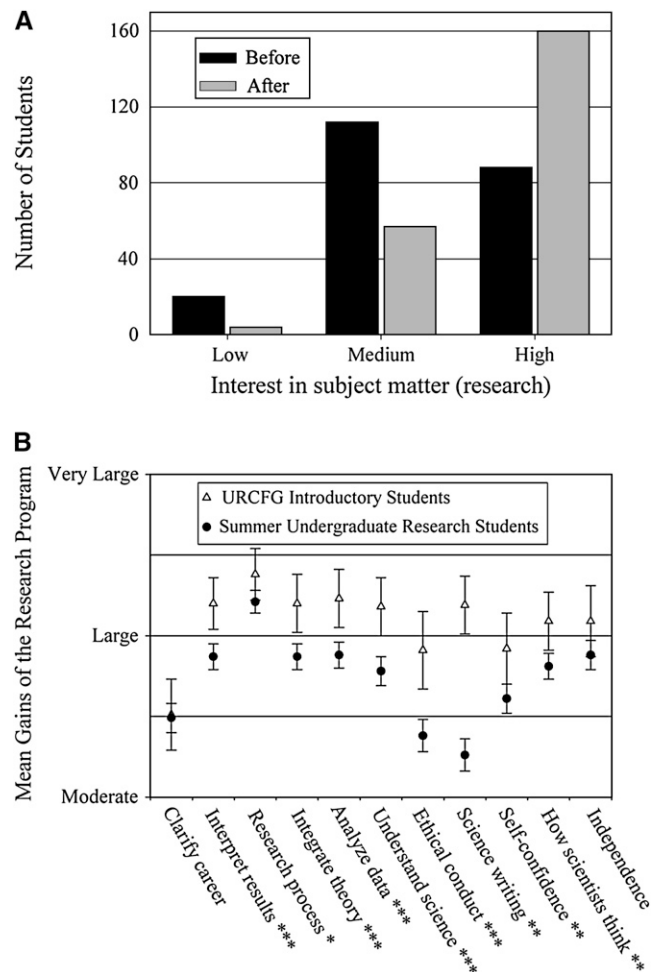 A
Number of Students
160
120
80
40
0
Before
After
Low Medium High
Interest in subject matter (research)
B
Mean Gains of the Research Program
Very Large
Large
Moderate
URCFG Introductory Students
Summer Undergraduate Research Students
Clarify career
Interpret results ***
Research process *
Integrate theory ***
Analyze data ***
Understand science ***
Ethical conduct ***
Science writing **
Self-confidence **
How scientists think **
Independence